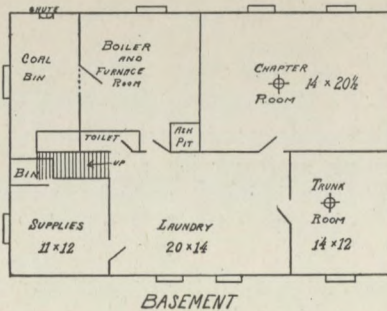 CHUTE
COAL
BIN
BOILER
AND
FURNACE
ROOM
CHAPTER
ROOM
14 x 20½
TOILET
ASH
PIT
UP
BIN
SUPPLIES
11 x 12
LAUNDRY
20 x 14
TRUNK
ROOM
14 x 12
BASEMENT